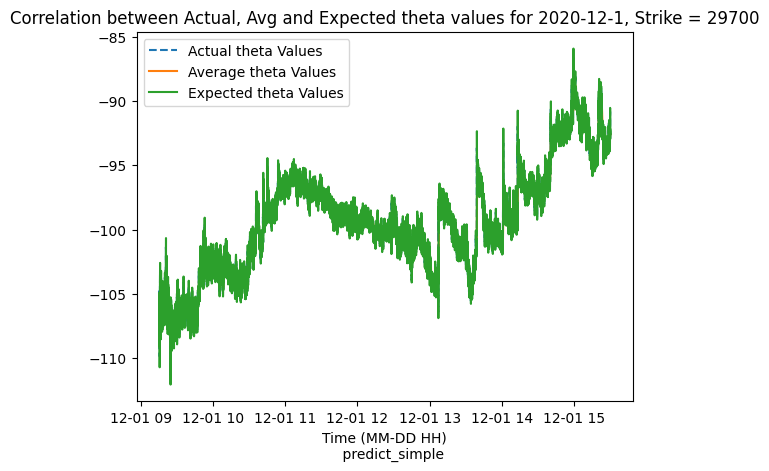 Correlation between Actual, Avg and Expected theta values for 2020-12-1, Strike = 29700
Actual theta Values
Average theta Values
Expected theta Values
−85
−90
−95
−100
−105
−110
12-01 09 12-01 10 12-01 11 12-01 12 12-01 13 12-01 14 12-01 15
Time (MM-DD HH)
predict_simple